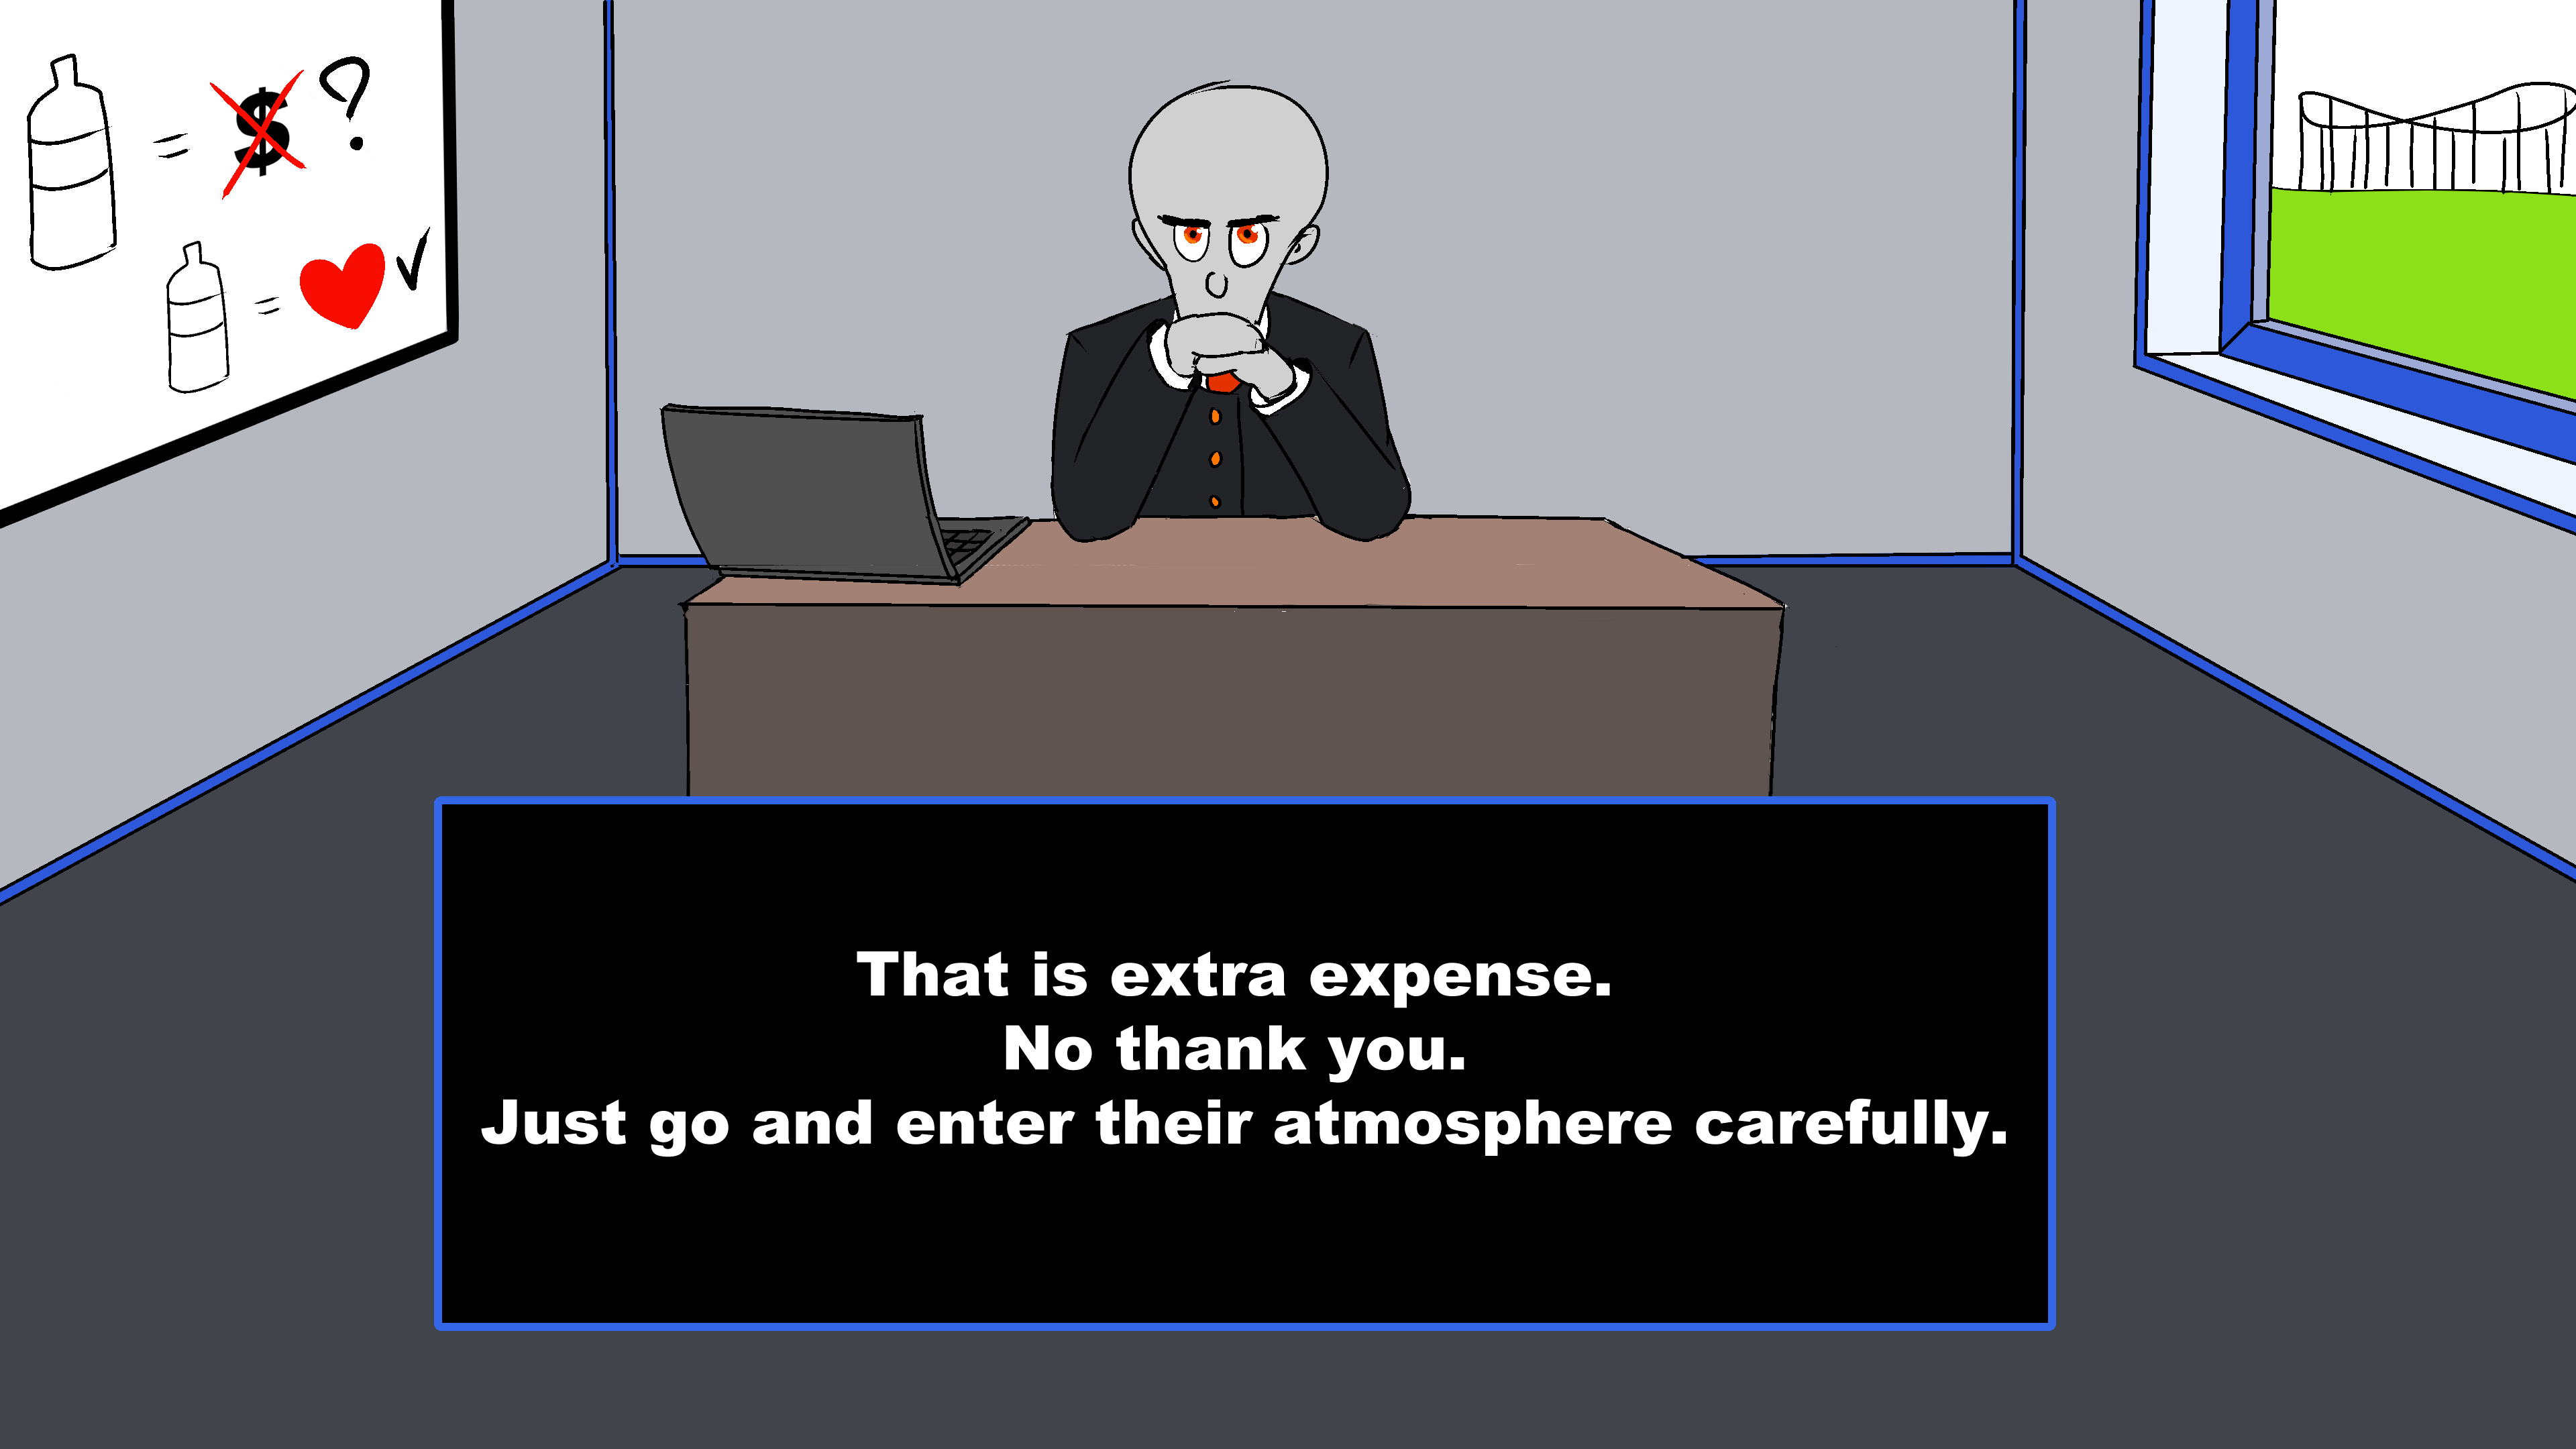 = $ ?
= ✓
That is extra expense.
No thank you.
Just go and enter their atmosphere carefully.